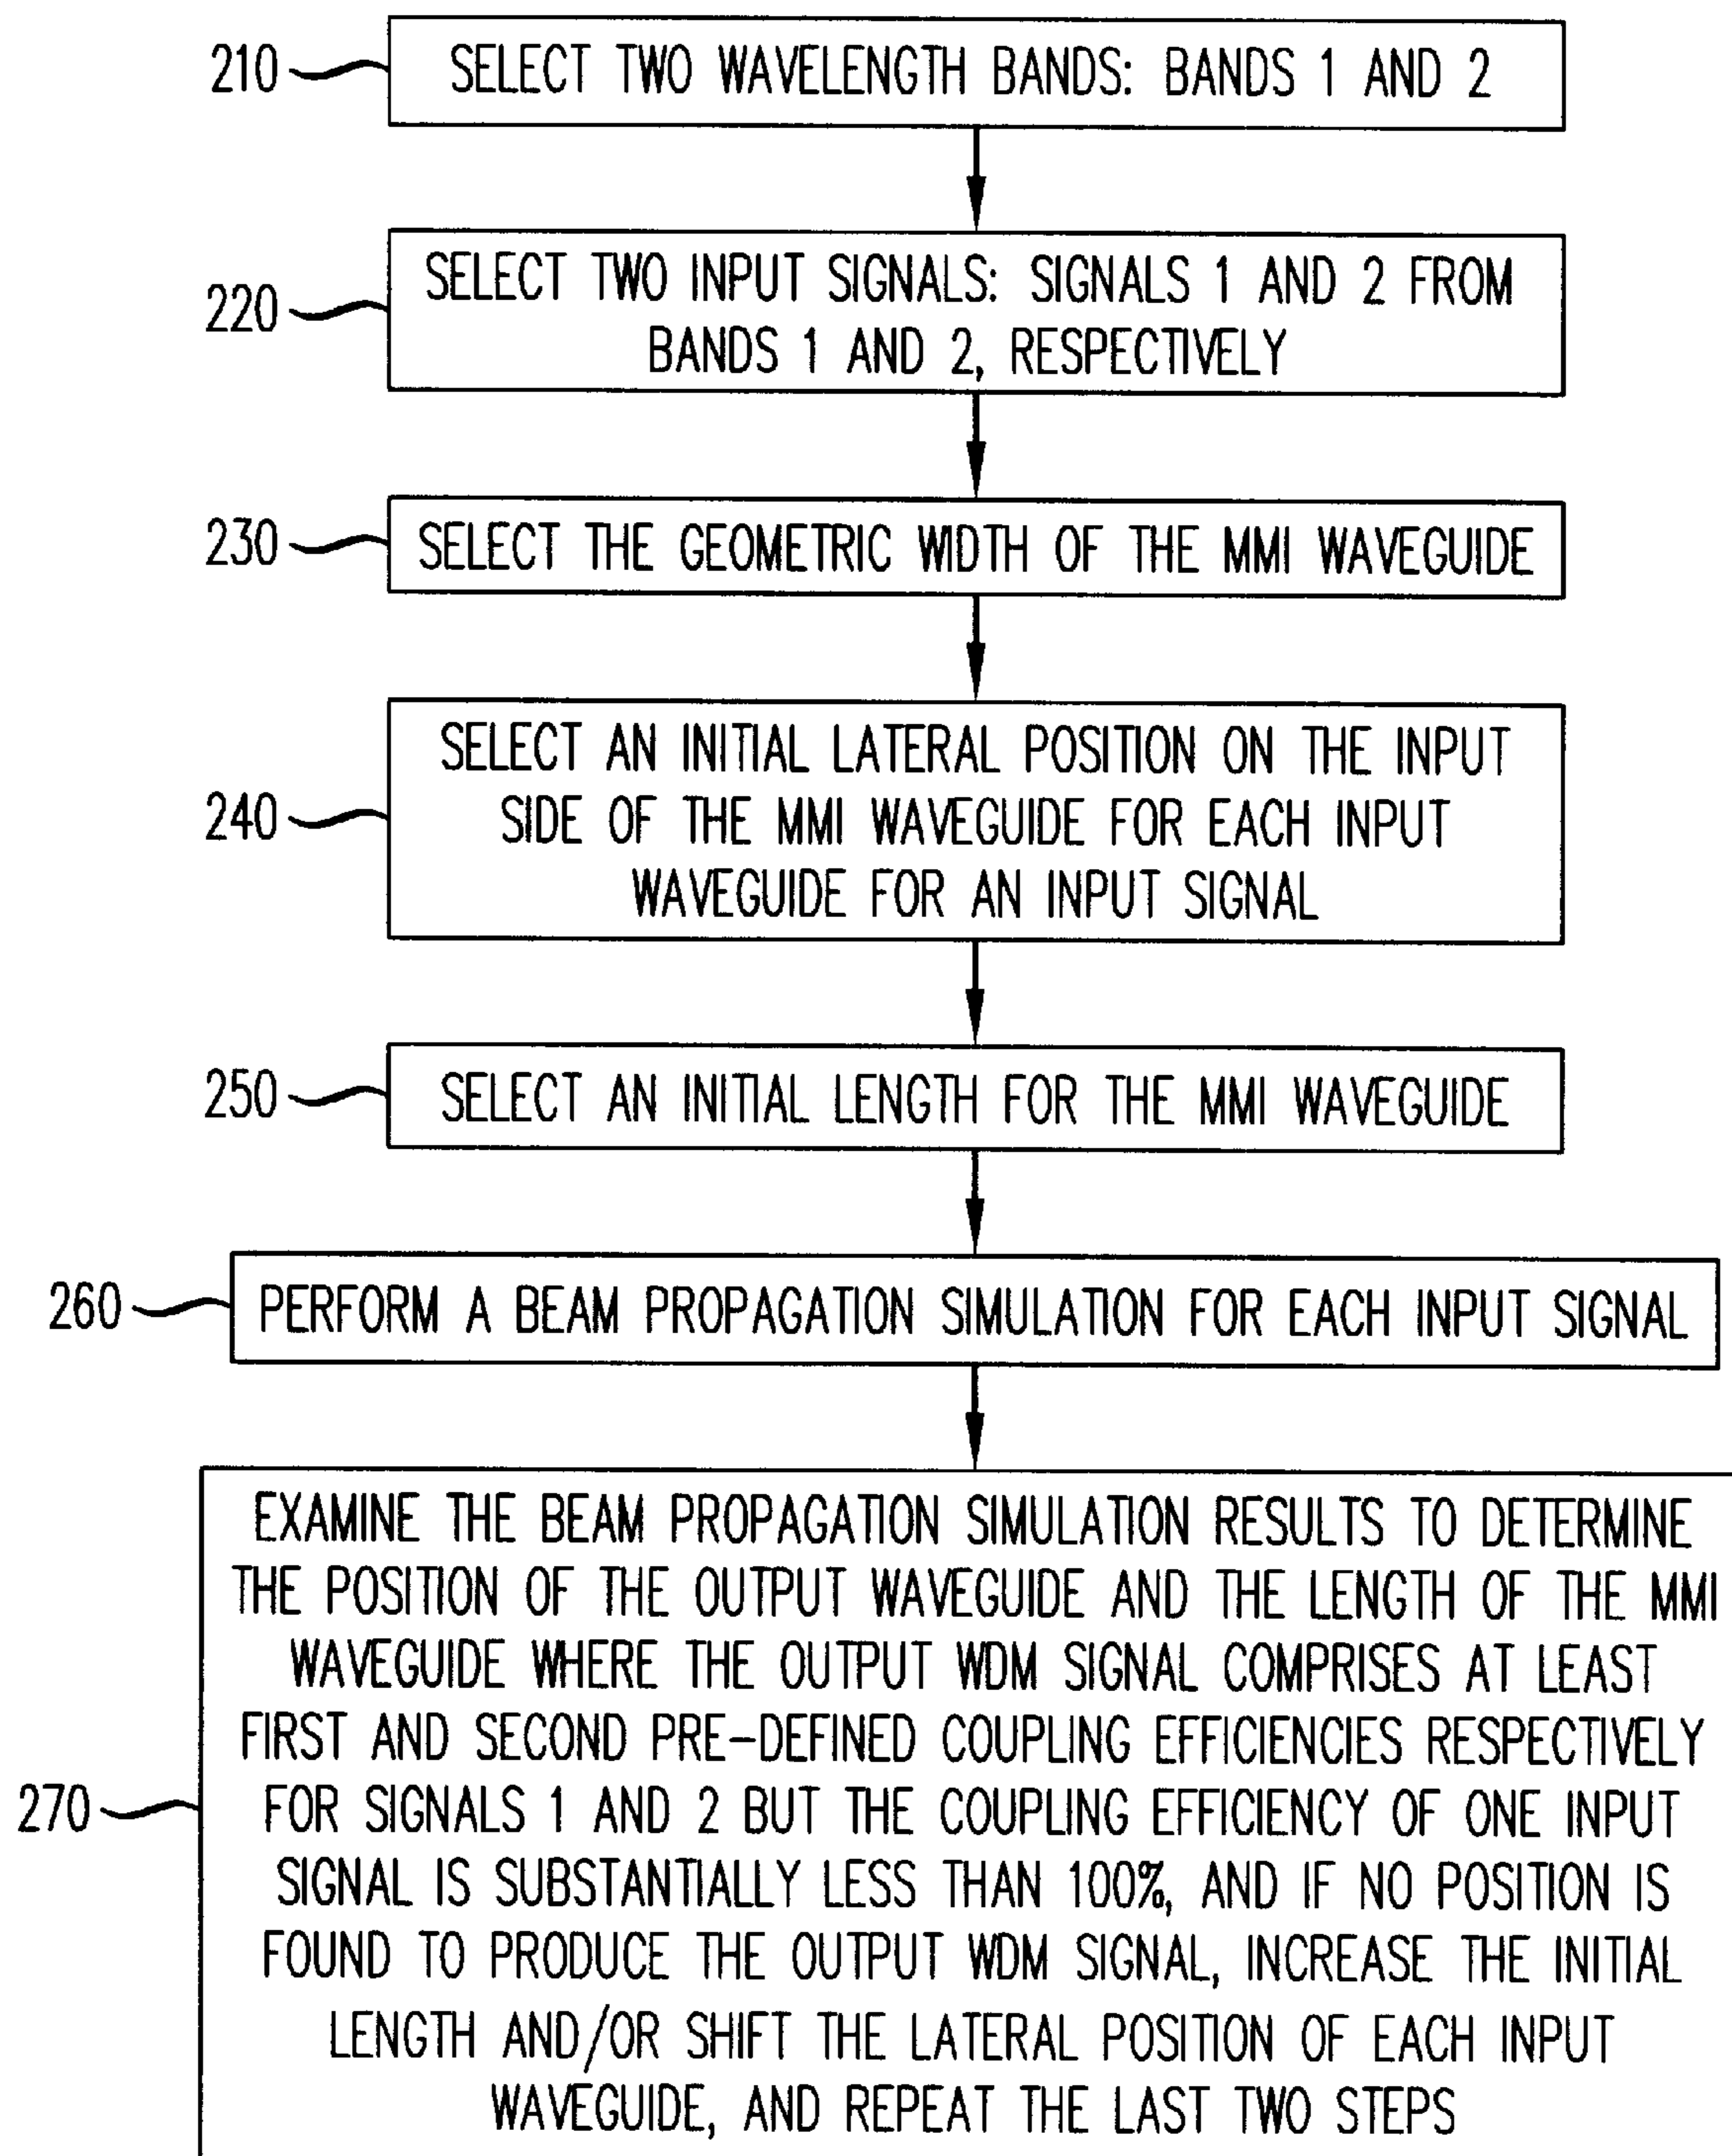 210
SELECT TWO WAVELENGTH BANDS: BANDS 1 AND 2
220
SELECT TWO INPUT SIGNALS: SIGNALS 1 AND 2 FROM
BANDS 1 AND 2, RESPECTIVELY
230
SELECT THE GEOMETRIC WIDTH OF THE MMI WAVEGUIDE
240
SELECT AN INITIAL LATERAL POSITION ON THE INPUT
SIDE OF THE MMI WAVEGUIDE FOR EACH INPUT
WAVEGUIDE FOR AN INPUT SIGNAL
250
SELECT AN INITIAL LENGTH FOR THE MMI WAVEGUIDE
260
PERFORM A BEAM PROPAGATION SIMULATION FOR EACH INPUT SIGNAL
270
EXAMINE THE BEAM PROPAGATION SIMULATION RESULTS TO DETERMINE
THE POSITION OF THE OUTPUT WAVEGUIDE AND THE LENGTH OF THE MMI
WAVEGUIDE WHERE THE OUTPUT WDM SIGNAL COMPRISES AT LEAST
FIRST AND SECOND PRE-DEFINED COUPLING EFFICIENCIES RESPECTIVELY
FOR SIGNALS 1 AND 2 BUT THE COUPLING EFFICIENCY OF ONE INPUT
SIGNAL IS SUBSTANTIALLY LESS THAN 100%, AND IF NO POSITION IS
FOUND TO PRODUCE THE OUTPUT WDM SIGNAL, INCREASE THE INITIAL
LENGTH AND/OR SHIFT THE LATERAL POSITION OF EACH INPUT
WAVEGUIDE, AND REPEAT THE LAST TWO STEPS